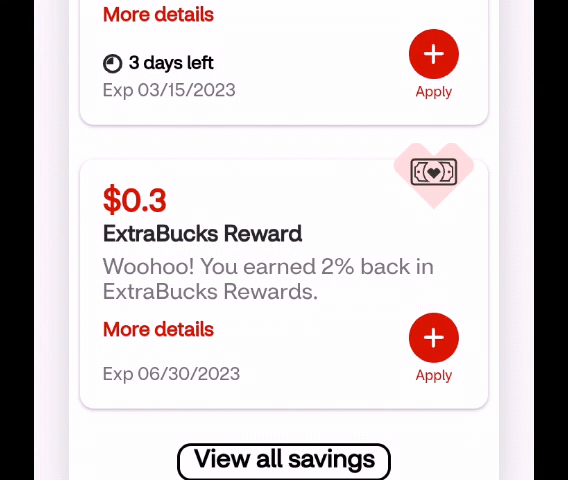 More details
3 days left
Exp 03/15/2023
Apply
$0.3
ExtraBucks Reward
Woohoo! You earned 2% back in
ExtraBucks Rewards.
More details
Exp 06/30/2023
Apply
View all savings